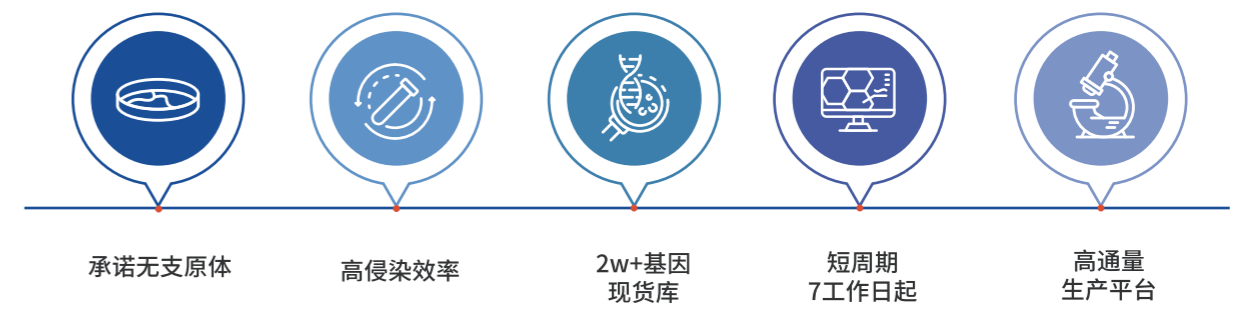 承诺无支原体
高侵染效率
2w+基因
现货库
短周期
7工作日起
高通量
生产平台